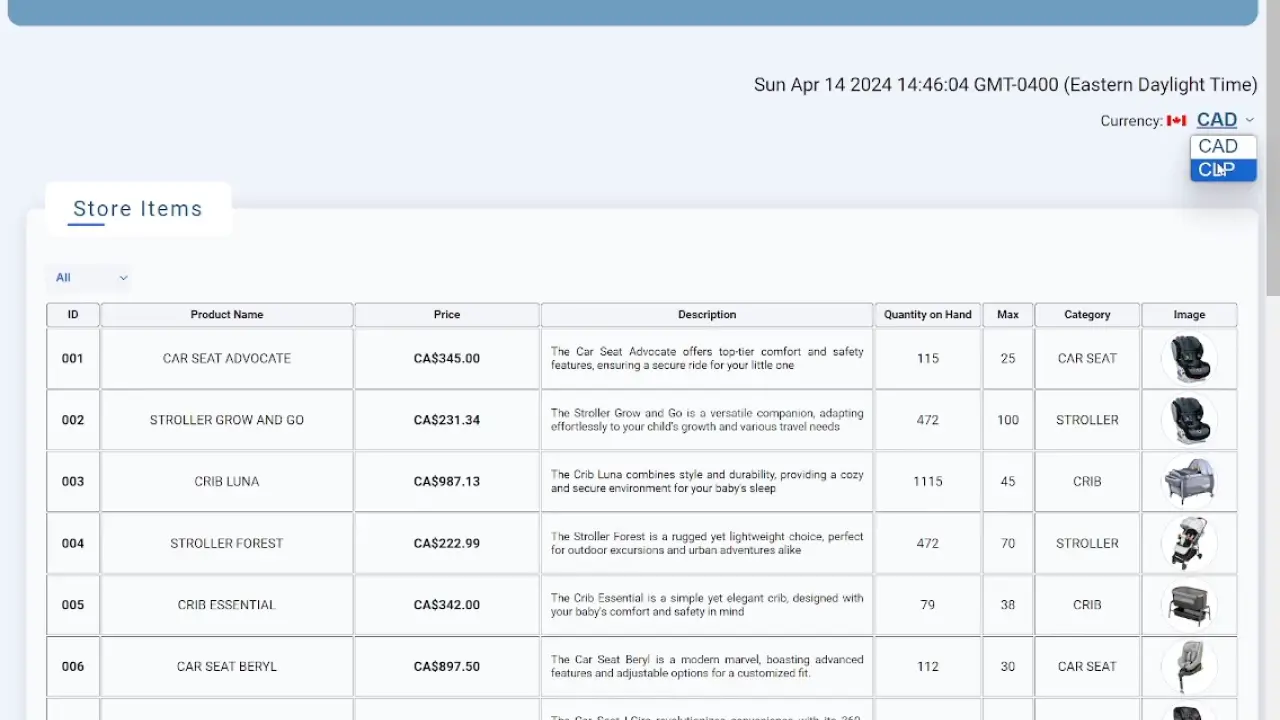 Sun Apr 14 2024 14:46:04 GMT-0400 (Eastern Daylight Time)
Currency: CAD
CAD
CLP
Store Items
All
ID Product Name Price Description Quantity on Hand Max Category Image
001 CAR SEAT ADVOCATE CA$345.00 The Car Seat Advocate offers top-tier comfort and safety
features, ensuring a secure ride for your little one 115 25 CAR SEAT
002 STROLLER GROW AND GO CA$231.34 The Stroller Grow and Go is a versatile companion, adapting
effortlessly to your child's growth and various travel needs 472 100 STROLLER
003 CRIB LUNA CA$987.13 The Crib Luna combines style and durability, providing a cozy
and secure environment for your baby's sleep 1115 45 CRIB
004 STROLLER FOREST CA$222.99 The Stroller Forest is a rugged yet lightweight choice, perfect
for outdoor excursions and urban adventures alike 472 70 STROLLER
005 CRIB ESSENTIAL CA$342.00 The Crib Essential is a simple yet elegant crib, designed with
your baby's comfort and safety in mind 79 38 CRIB
006 CAR SEAT BERYL CA$897.50 The Car Seat Beryl is a modern marvel, boasting advanced
features and adjustable options for a customized fit. 112 30 CAR SEAT